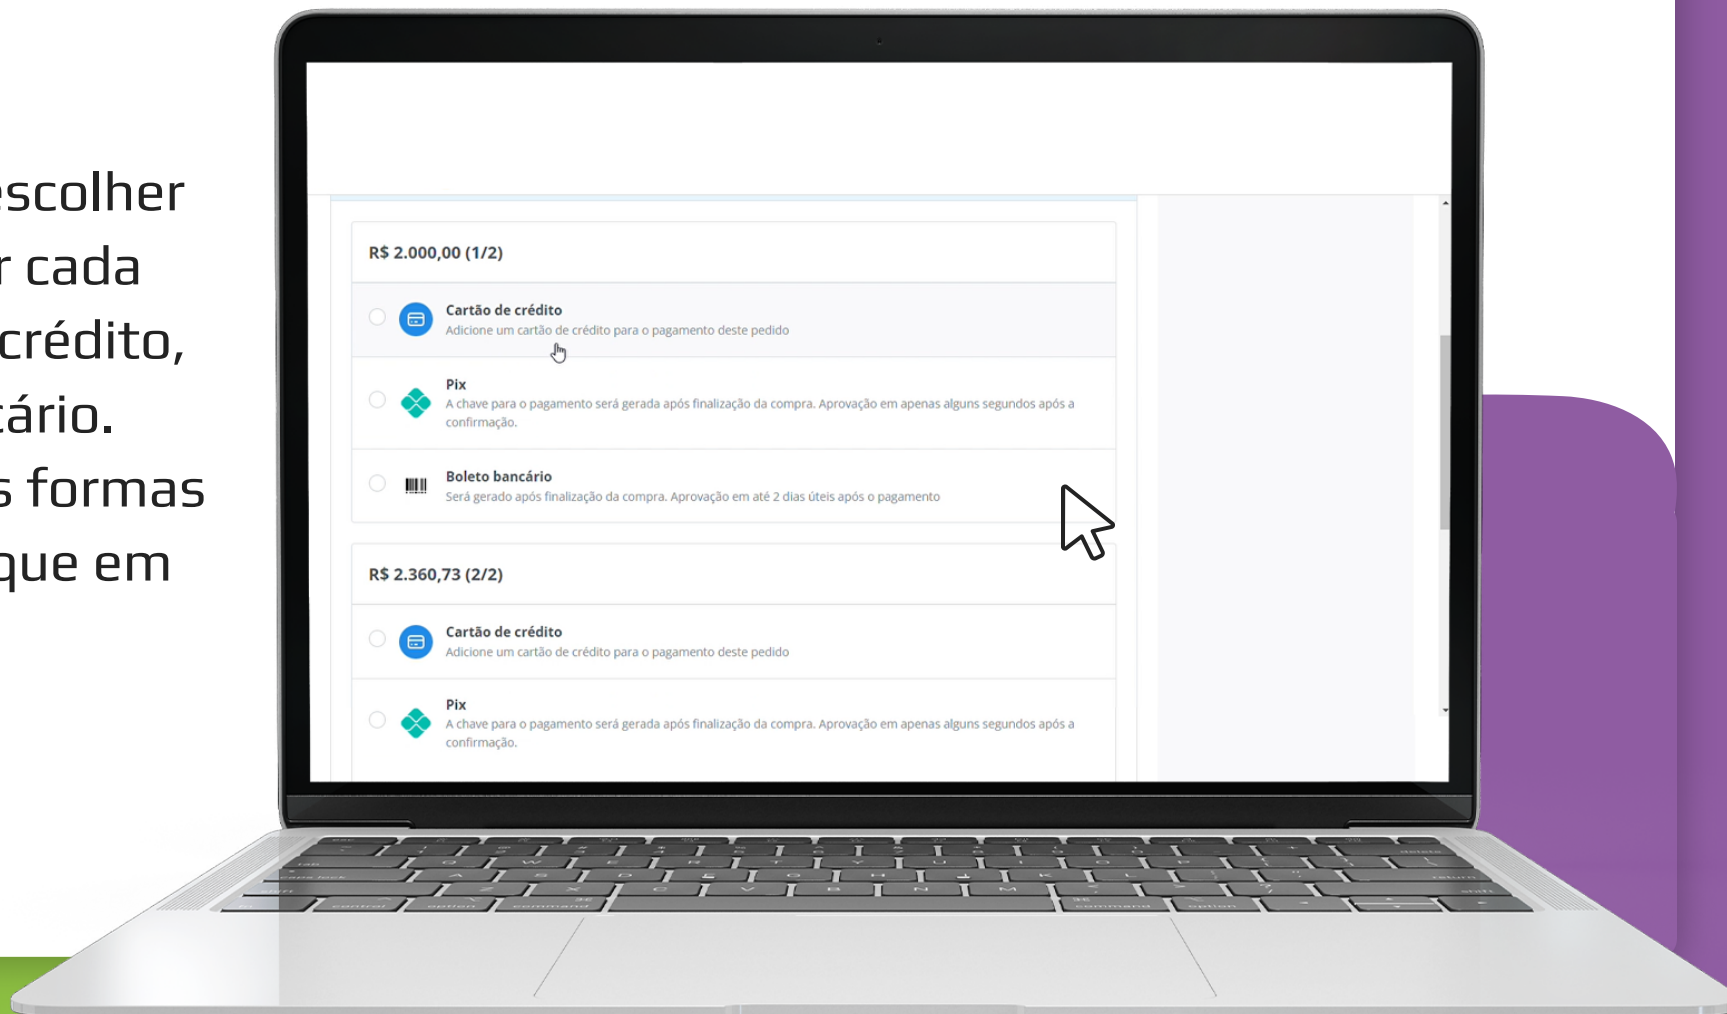 escolher
r cada
crédito,
cário.
s formas
que em
R$ 2.000,00 (1/2)
Cartão de crédito
Adicione um cartão de crédito para o pagamento deste pedido
Pix
A chave para o pagamento será gerada após finalização da compra. Aprovação em apenas alguns segundos após a
confirmação.
Boleto bancário
Será gerado após finalização da compra. Aprovação em até 2 dias úteis após o pagamento
R$ 2.360,73 (2/2)
Cartão de crédito
Adicione um cartão de crédito para o pagamento deste pedido
Pix
A chave para o pagamento será gerada após finalização da compra. Aprovação em apenas alguns segundos após a
confirmação.